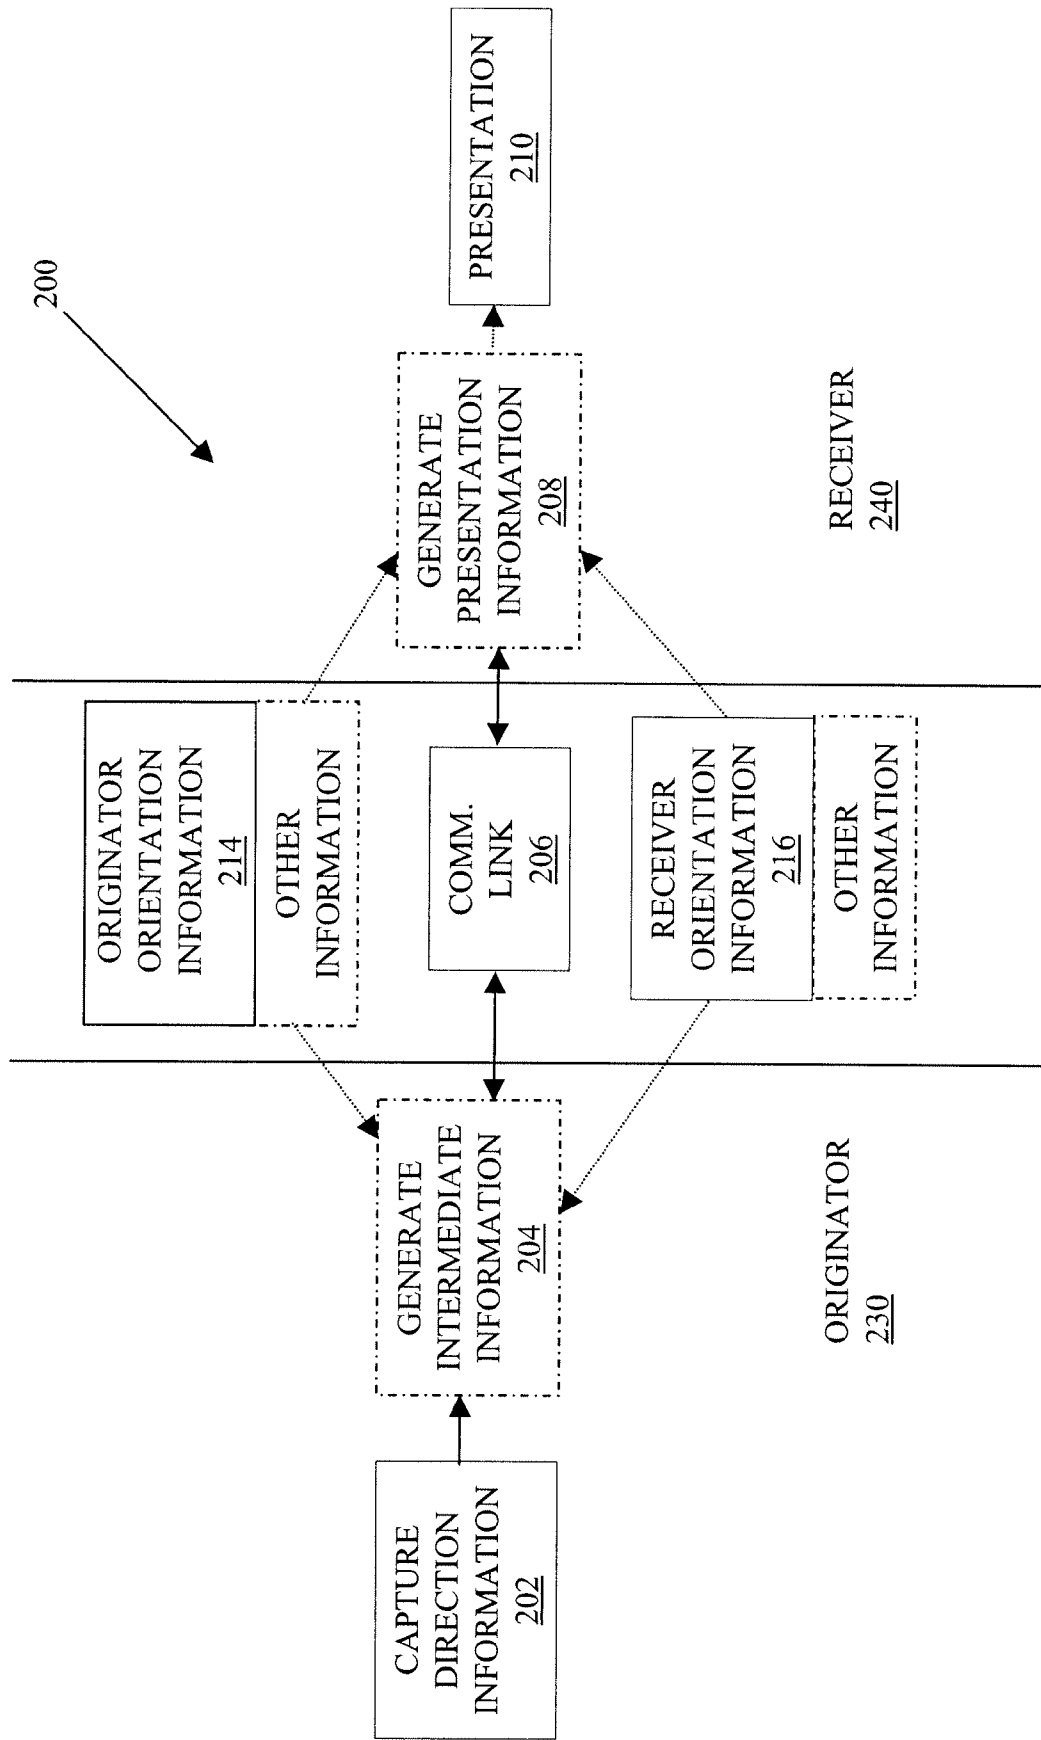 200
ORIGINATOR
ORIENTATION
INFORMATION
214
OTHER
INFORMATION
CAPTURE
DIRECTION
INFORMATION
202
GENERATE
INTERMEDIATE
INFORMATION
204
COMM.
LINK
206
GENERATE
PRESENTATION
INFORMATION
208
PRESENTATION
210
RECEIVER
ORIENTATION
INFORMATION
216
OTHER
INFORMATION
ORIGINATOR
230
RECEIVER
240